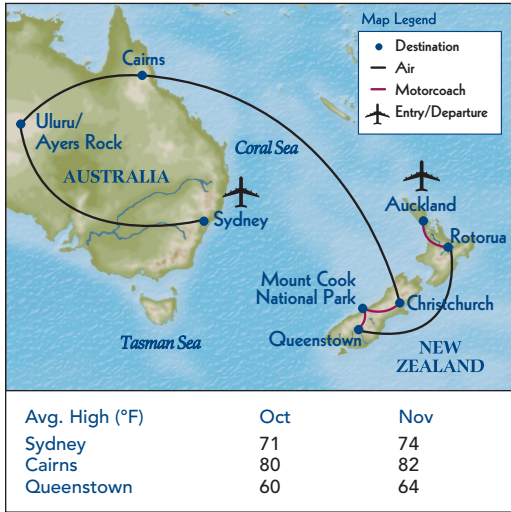 Map Legend
Destination
Air
Motorcoach
Entry/Departure
Cairns
Uluru/
Ayers Rock
Coral Sea
AUSTRALIA
Sydney
Auckland
Rotorua
Mount Cook
National Park
Christchurch
Queenstown
Tasman Sea
NEW
ZEALAND
Avg. High (°F) Oct Nov
Sydney 71 74
Cairns 80 82
Queenstown 60 64